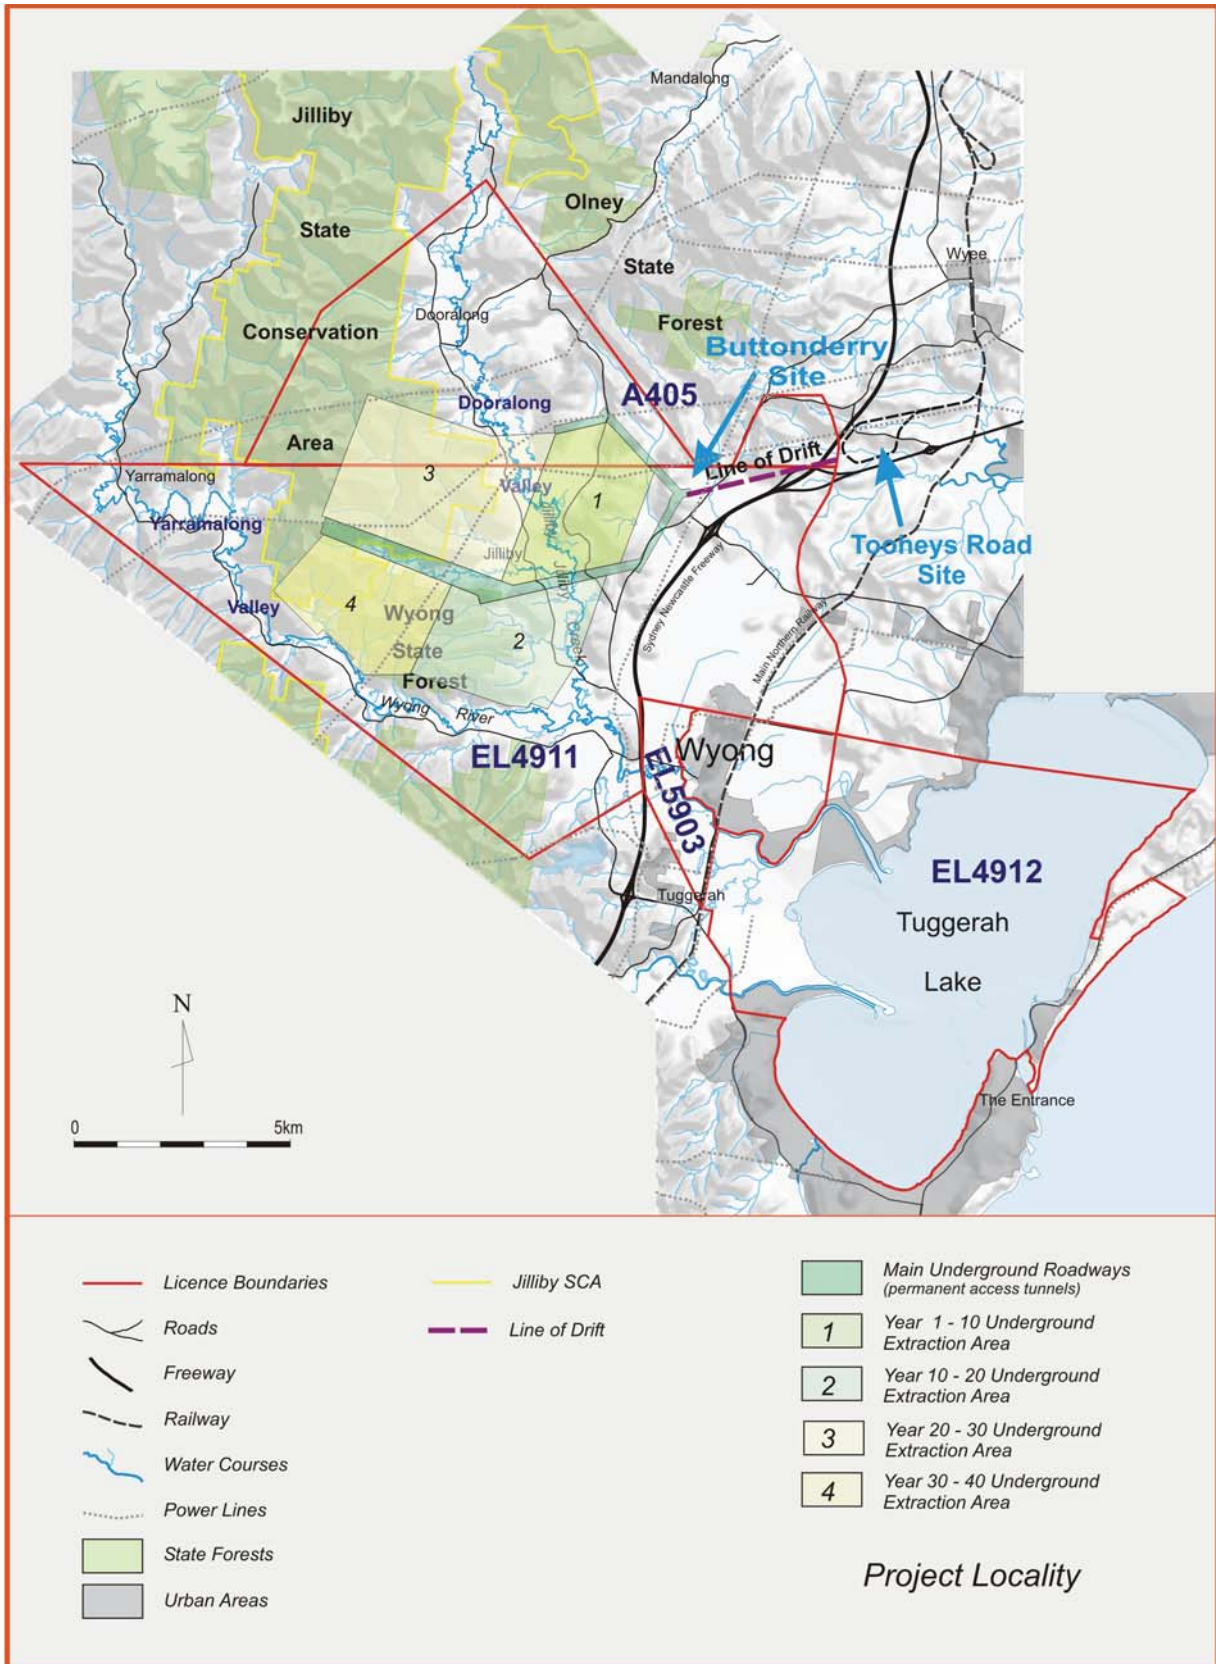 Mandalong
Jilliby
Olney
State
State
Wyee
Dooralong
Forest
Conservation
Buttonderry
Site
A405
Dooralong
Area
3
Line of Drift
Yarramalong
Valley
1
Yarramalong
Jilliby
Jilliby
Jilliby
Creek
Tooneys Road
Site
Sydney Newcastle Freeway
Valley
4
Wyong
2
State
Main Northern Railway
Forest
Wyong River
EL4911
EL5903
Wyong
EL4912
Tuggerah
Tuggerah
Lake
N
The Entrance
0 5km
Licence Boundaries
Roads
Freeway
Railway
Water Courses
Power Lines
State Forests
Urban Areas
Jilliby SCA
Line of Drift
Main Underground Roadways
(permanent access tunnels)
1 Year 1 - 10 Underground
Extraction Area
2 Year 10 - 20 Underground
Extraction Area
3 Year 20 - 30 Underground
Extraction Area
4 Year 30 - 40 Underground
Extraction Area
Project Locality